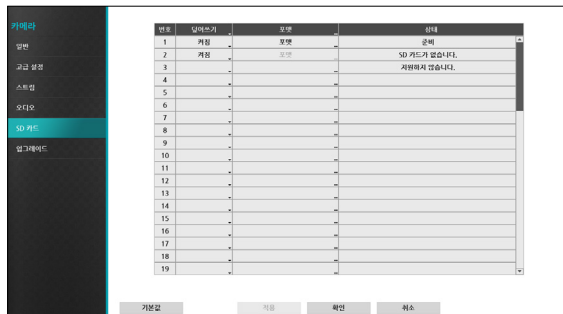 카메라
일반
고급 설정
스트림
오디오
SD 카드
업그레이드
번호 덮어쓰기 포맷 상태
1 켜짐 포맷 준비
2 켜짐 포맷 SD 카드가 없습니다.
3 지원하지 않습니다.
4
5
6
7
8
9
10
11
12
13
14
15
16
17
18
19
기본값 적용 확인 취소